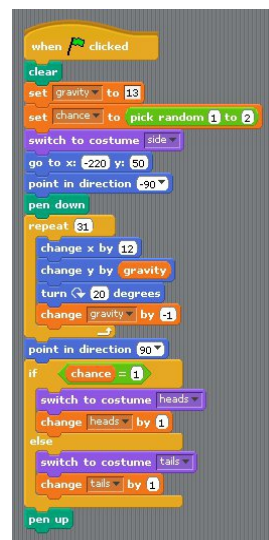 when clicked
clear
set gravity to 13
set chance to pick random 1 to 2
switch to costume side
go to x: -220 y: 50
point in direction -90
pen down
repeat 31
change x by 12
change y by gravity
turn 20 degrees
change gravity by -1
point in direction 90
if chance = 1
switch to costume heads
change heads by 1
else
switch to costume tails
change tails by 1
pen up